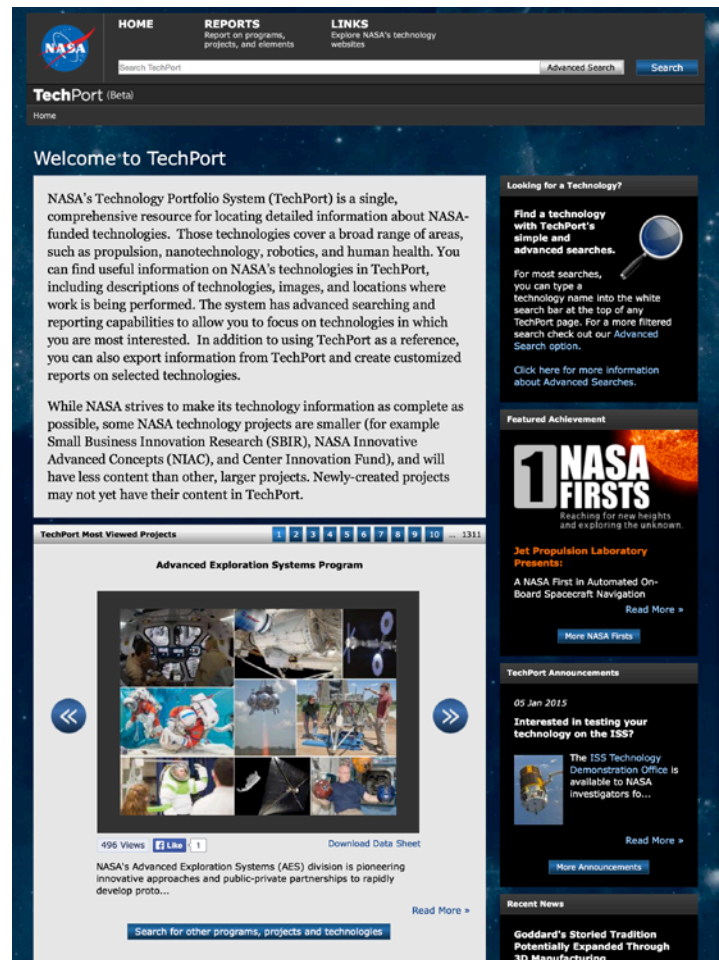 NASA
HOME
REPORTS
Report on programs,
projects, and elements
LINKS
Explore NASA's technology
websites
Search TechPort
Advanced Search
Search
TechPort (Beta)
Home
Welcome to TechPort
NASA's Technology Portfolio System (TechPort) is a single,
comprehensive resource for locating detailed information about NASA-
funded technologies. Those technologies cover a broad range of areas,
such as propulsion, nanotechnology, robotics, and human health. You
can find useful information on NASA's technologies in TechPort,
including descriptions of technologies, images, and locations where
work is being performed. The system has advanced searching and
reporting capabilities to allow you to focus on technologies in which
you are most interested. In addition to using TechPort as a reference,
you can also export information from TechPort and create customized
reports on selected technologies.
While NASA strives to make its technology information as complete as
possible, some NASA technology projects are smaller (for example
Small Business Innovation Research (SBIR), NASA Innovative
Advanced Concepts (NIAC), and Center Innovation Fund), and will
have less content than other, larger projects. Newly-created projects
may not yet have their content in TechPort.
TechPort Most Viewed Projects
1 2 3 4 5 6 7 8 9 10 ... 1311
Advanced Exploration Systems Program
496 Views
Like
1
Download Data Sheet
NASA's Advanced Exploration Systems (AES) division is pioneering
innovative approaches and public-private partnerships to rapidly
develop proto...
Read More »
Search for other programs, projects and technologies
Looking for a Technology?
Find a technology
with TechPort's
simple and
advanced searches.
For most searches,
you can type a
technology name into the white
search bar at the top of any
TechPort page. For a more filtered
search check out our Advanced
Search option.
Click here for more information
about Advanced Searches.
Featured Achievement
1 NASA
FIRSTS
Reaching for new heights
and exploring the unknown.
Jet Propulsion Laboratory
Presents:
A NASA First in Automated On-
Board Spacecraft Navigation
Read More »
More NASA Firsts
TechPort Announcements
05 Jan 2015
Interested in testing your
technology on the ISS?
The ISS Technology
Demonstration Office is
available to NASA
investigators fo...
Read More »
More Announcements
Recent News
Goddard's Storied Tradition
Potentially Expanded Through
3D Manufacturing